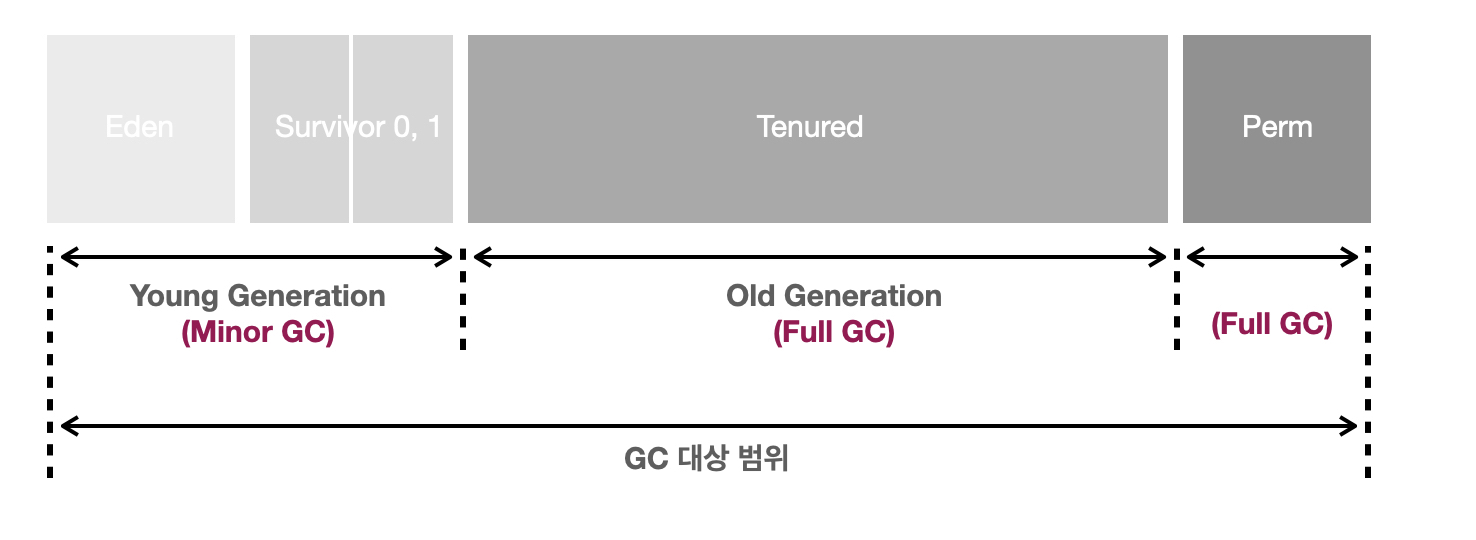 Eden
Survivor 0, 1
Tenured
Perm
Young Generation
(Minor GC)
Old Generation
(Full GC)
(Full GC)
GC 대상 범위